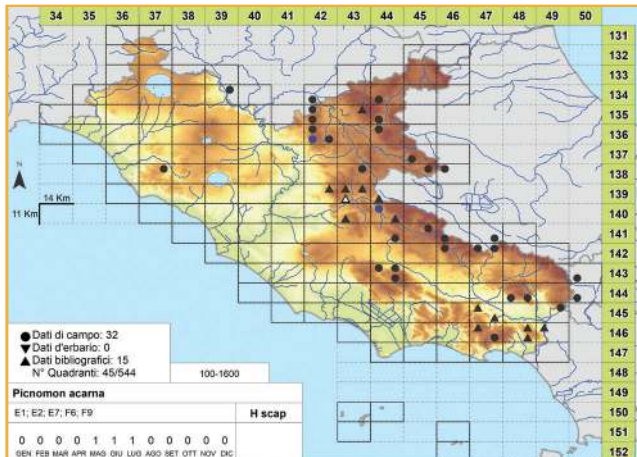 34 35 36 37 38 39 40 41 42 43 44 45 46 47 48 49 50
131
132
133
134
135
136
137
138
139
140
141
142
143
144
145
146
147
148
149
150
151
152
N
14 Km
11 Km
Dati di campo: 32
Dati d'erbario: 0
Dati bibliografici: 15
N° Quadranti: 45/544
100-1600
Picnomon acarna
E1; E2; E7; F6; F9 H scap
0 0 0 0 1 1 1 0 0 0 0 0
GEN FEB MAR APR MAG GIU LUG AGO SET OTT NOV DIC